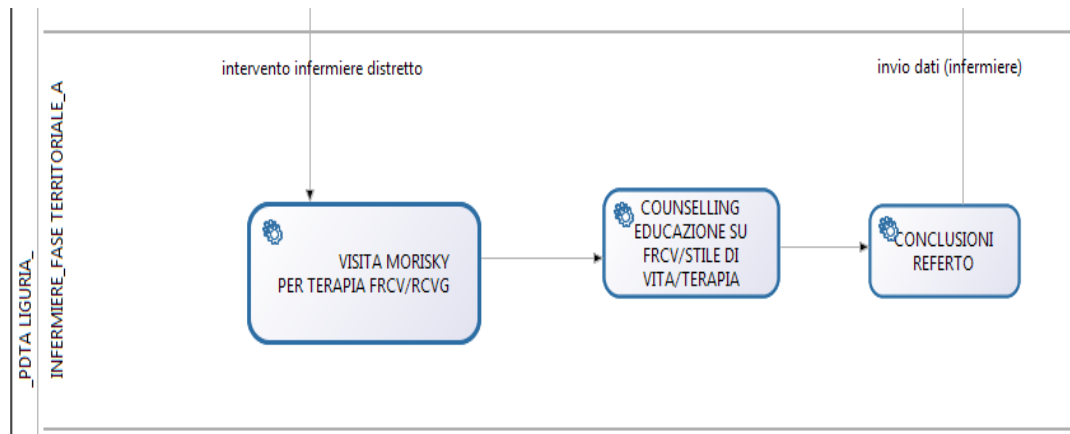 _PDTA LIGURIA_
INFERMIERE_FASE TERRITORIALE_A
intervento infermiere distretto
invio dati (infermiere)
VISITA MORISKY
PER TERAPIA FRCV/RCVG
COUNSELLING
EDUCAZIONE SU
FRCV/STILE DI
VITA/TERAPIA
CONCLUSIONI
REFERTO